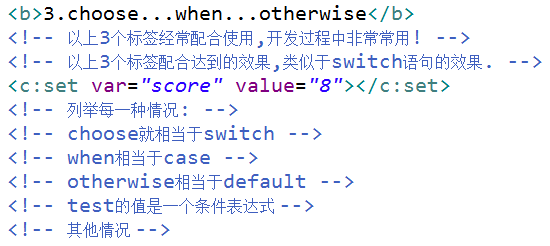 <b>3.choose...when...otherwise</b>
<!-- 以上3个标签经常配合使用,开发过程中非常常用! -->
<!-- 以上3个标签配合达到的效果,类似于switch语句的效果. -->
<c:set var="score" value="8"></c:set>
<!-- 列举每一种情况: -->
<!-- choose就相当于switch -->
<!-- when相当于case -->
<!-- otherwise相当于default -->
<!-- test的值是一个条件表达式 -->
<!-- 其他情况 -->